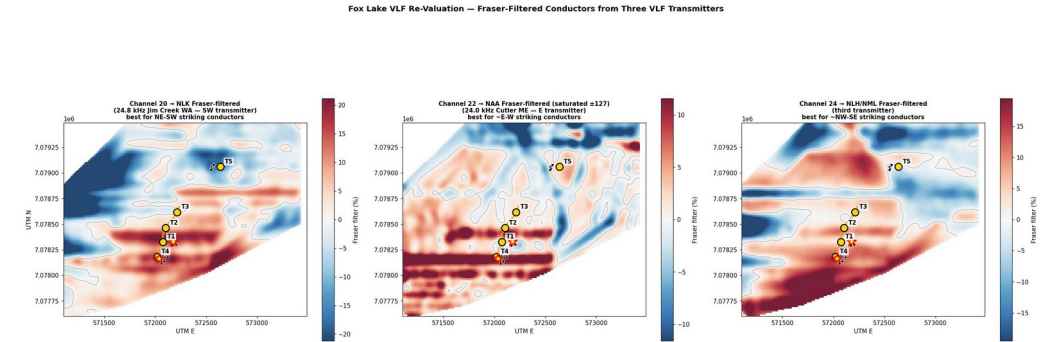 Fox Lake VLF Re-Valuation — Fraser-Filtered Conductors from Three VLF Transmitters
Channel 20 → NLK Fraser-filtered
(24.8 kHz Jim Creek WA — SW transmitter)
best for NE-SW striking conductors
1e6
7.07925
7.07900
7.07875
7.07850
7.07825
7.07800
7.07775
UTM N
T5
T3
T2
T1
T4
571500
572000
572500
573000
UTM E
20
15
10
5
0
−5
−10
−15
−20
Fraser filter (%)
Channel 22 → NAA Fraser-filtered (saturated ±127)
(24.0 kHz Cutler ME — E transmitter)
best for ~E-W striking conductors
1e6
7.07925
7.07900
7.07875
7.07850
7.07825
7.07800
7.07775
T5
T3
T2
T1
T4
571500
572000
572500
573000
UTM E
10
5
0
−5
−10
Fraser filter (%)
Channel 24 → NLH/NML Fraser-filtered
(third transmitter)
best for ~NW-SE striking conductors
1e6
7.07925
7.07900
7.07875
7.07850
7.07825
7.07800
7.07775
T5
T3
T2
T1
T4
571500
572000
572500
573000
UTM E
15
10
5
0
−5
−10
−15
Fraser filter (%)